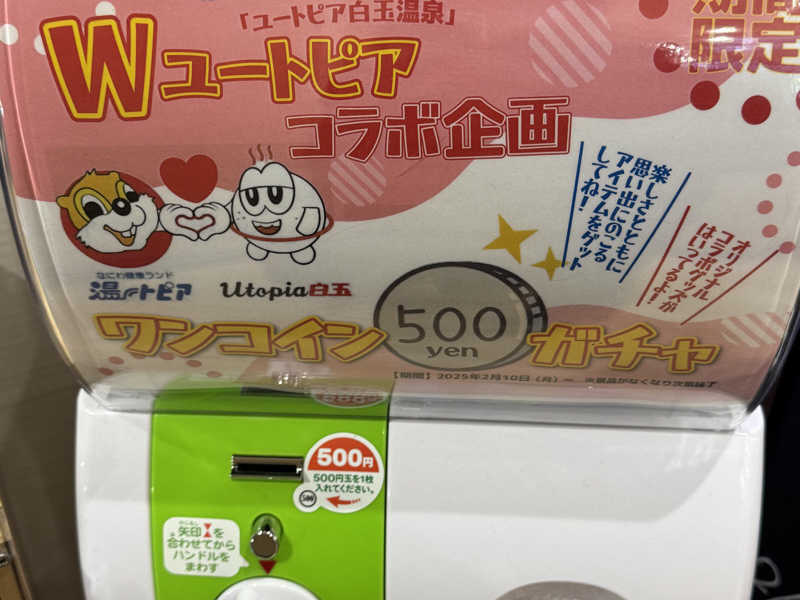 「ユートピア白玉温泉」
期間
限定
Wユートピア
コラボ企画
楽しさとともに
思い出にのこる
アイテムをゲット
してね!
オリジナル
コラボグッズが
はいってるよ!
なにわ健康ランド
湯〜トピア
Utopia白玉
ワンコイン
500
yen
ガチャ
【期間】2025年2月10日(月)〜 ※景品がなくなり次第終了
500円
500円玉を1枚
入れてください。
500
やじるし
矢印を
合わせてから
ハンドルを
まわす